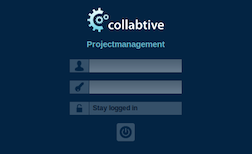 collabtive
Projectmanagement
Stay logged in